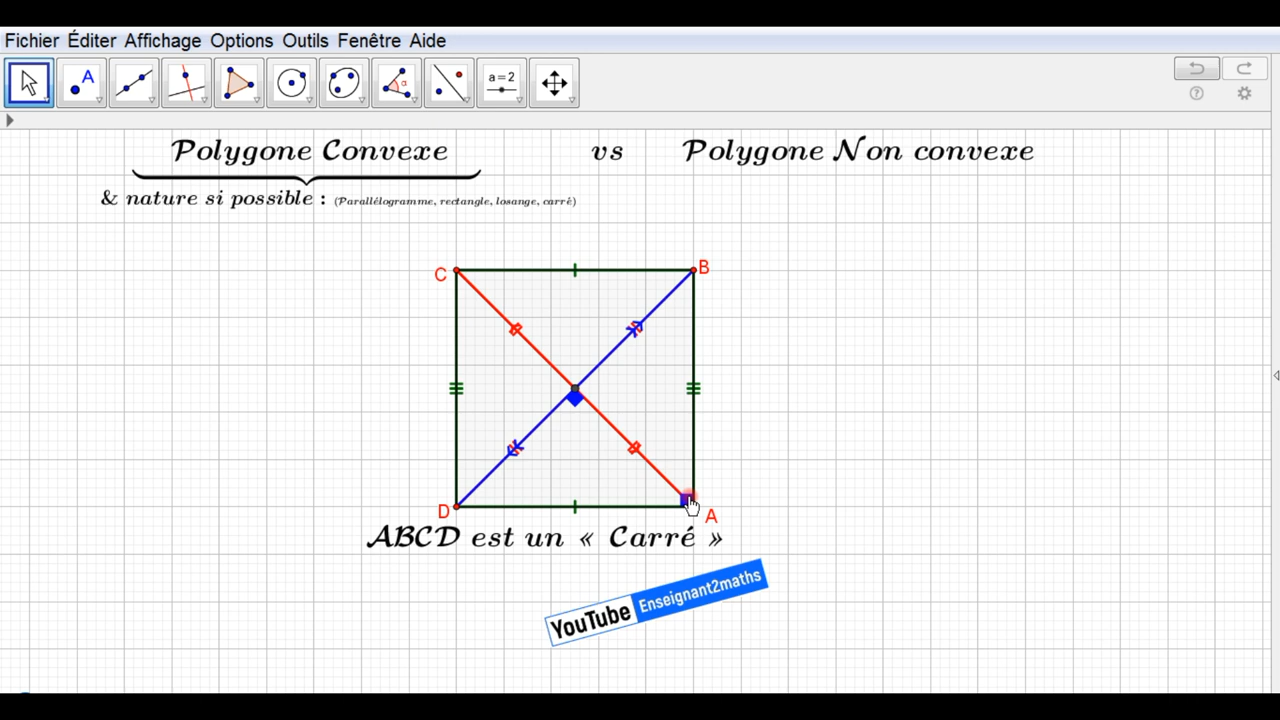 Fichier Éditer Affichage Options Outils Fenêtre Aide
A
α
a=2
Polygone Convexe vs Polygone Non convexe
& nature si possible : (Parallélogramme, rectangle, losange, carré)
C
B
D
A
ABCD est un « Carré »
YouTube Enseignant2maths